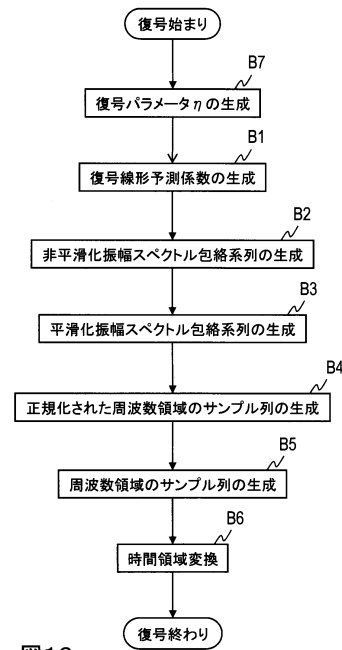 復号始まり
B7
復号パラメータηの生成
B1
復号線形予測係数の生成
B2
非平滑化振幅スペクトル包絡系列の生成
B3
平滑化振幅スペクトル包絡系列の生成
B4
正規化された周波数領域のサンプル列の生成
B5
周波数領域のサンプル列の生成
B6
時間領域変換
復号終わり